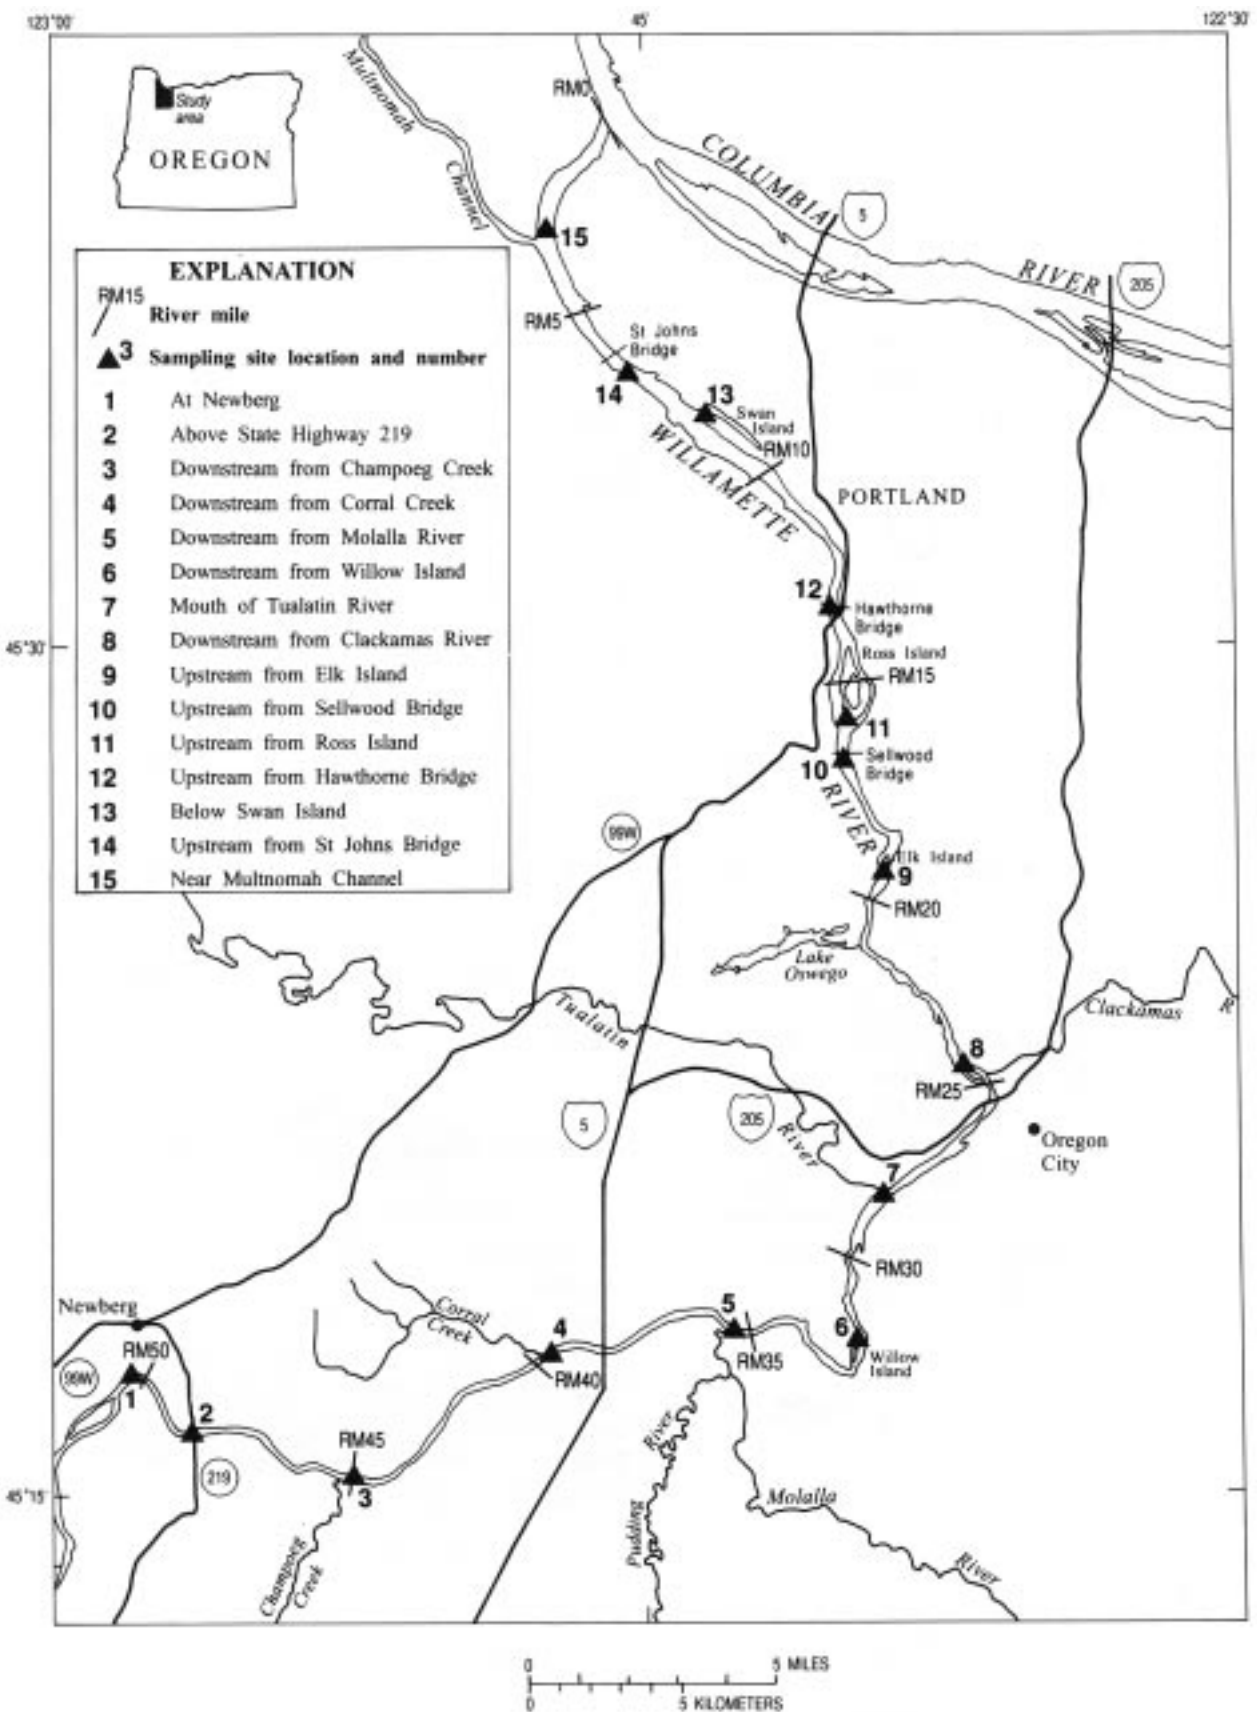 123°00'
45'
122°30'
Multnomah
Channel
RM0
Study
area
OREGON
COLUMBIA
RIVER
5
205
15
EXPLANATION
RM15
River mile
3 Sampling site location and number
1 At Newberg
2 Above State Highway 219
3 Downstream from Champoeg Creek
4 Downstream from Corral Creek
5 Downstream from Molalla River
6 Downstream from Willow Island
7 Mouth of Tualatin River
8 Downstream from Clackamas River
9 Upstream from Elk Island
10 Upstream from Sellwood Bridge
11 Upstream from Ross Island
12 Upstream from Hawthorne Bridge
13 Below Swan Island
14 Upstream from St Johns Bridge
15 Near Multnomah Channel
RM5
St Johns
Bridge
14
13
Swan
Island
RM10
WILLAMETTE
PORTLAND
12
Hawthorne
Bridge
45°30'
Ross Island
RM15
11
10
Sellwood
Bridge
RIVER
99W
Elk Island
9
RM20
Lake
Oswego
Tualatin
Clackamas
R
8
RM25
5
205
River
Oregon
City
7
RM30
Newberg
RM50
99W
1
2
219
Corral
Creek
4
RM40
5
RM35
6
Willow
Island
RM45
3
45°15'
Champoeg
Creek
River
Pudding
Molalla
River
0 5 MILES
0 5 KILOMETERS